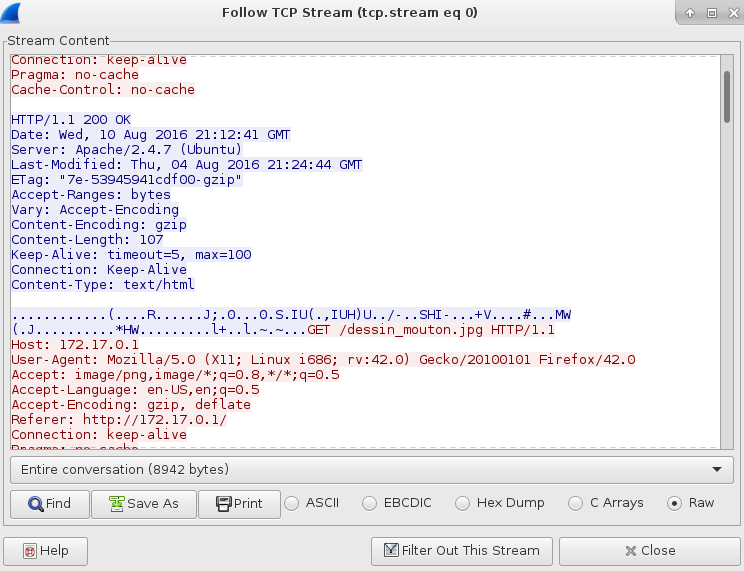 Follow TCP Stream (tcp.stream eq 0)
Stream Content
Connection: keep-alive
Pragma: no-cache
Cache-Control: no-cache
HTTP/1.1 200 OK
Date: Wed, 10 Aug 2016 21:12:41 GMT
Server: Apache/2.4.7 (Ubuntu)
Last-Modified: Thu, 04 Aug 2016 21:24:44 GMT
ETag: "7e-53945941cdf00-gzip"
Accept-Ranges: bytes
Vary: Accept-Encoding
Content-Encoding: gzip
Content-Length: 107
Keep-Alive: timeout=5, max=100
Connection: Keep-Alive
Content-Type: text/html
............(....R......J;.O...0.S.IU(.,IUH)U../-..SHI-...+V....#...MW
(.J..........*HW.........l+..l.~.~...GET /dessin_mouton.jpg HTTP/1.1
Host: 172.17.0.1
User-Agent: Mozilla/5.0 (X11; Linux i686; rv:42.0) Gecko/20100101 Firefox/42.0
Accept: image/png,image/*;q=0.8,*/*;q=0.5
Accept-Language: en-US,en;q=0.5
Accept-Encoding: gzip, deflate
Referer: http://172.17.0.1/
Connection: keep-alive
Pragma: no-cache
Entire conversation (8942 bytes)
Find Save As Print ASCII EBCDIC Hex Dump C Arrays Raw
Help Filter Out This Stream Close